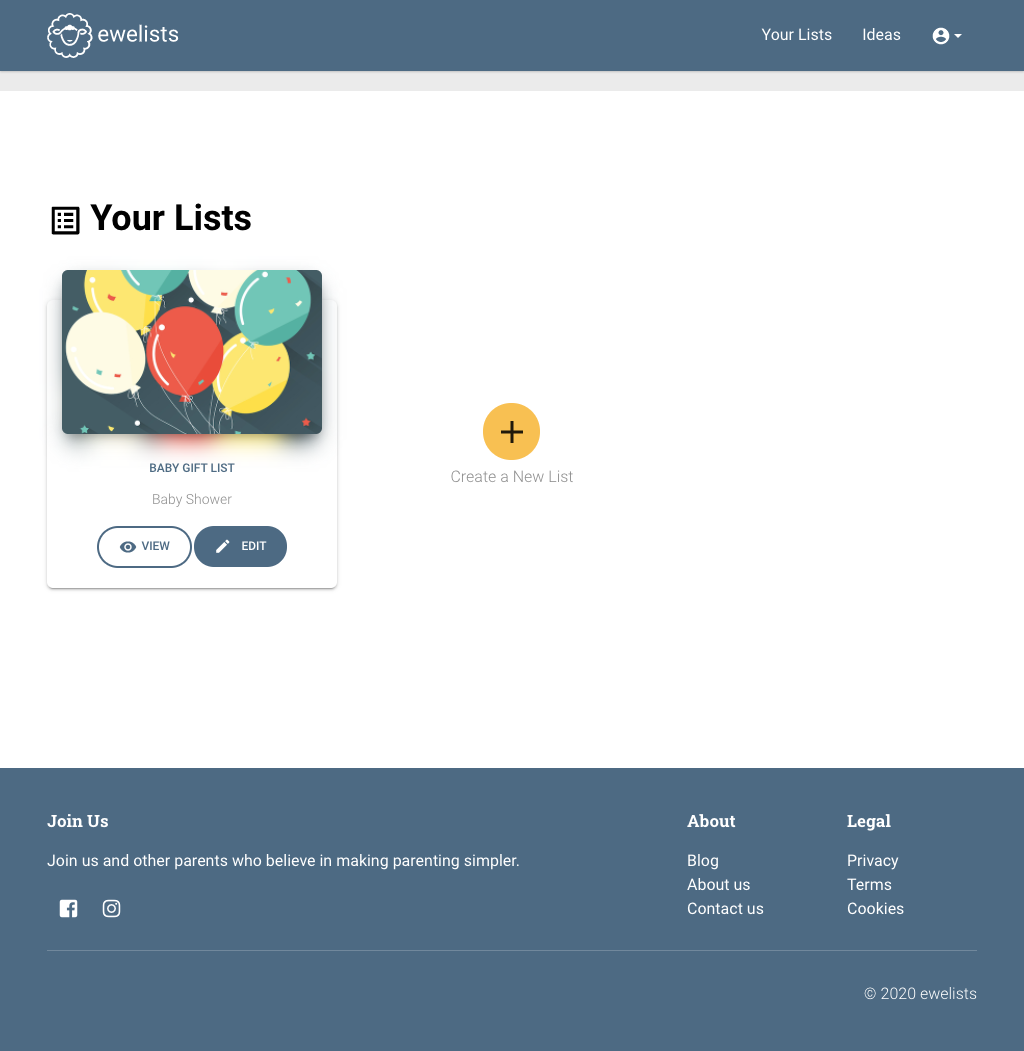 ewelists
Your Lists
Ideas
Your Lists
BABY GIFT LIST
Baby Shower
VIEW
EDIT
Create a New List
Join Us
Join us and other parents who believe in making parenting simpler.
About
Blog
About us
Contact us
Legal
Privacy
Terms
Cookies
© 2020 ewelists